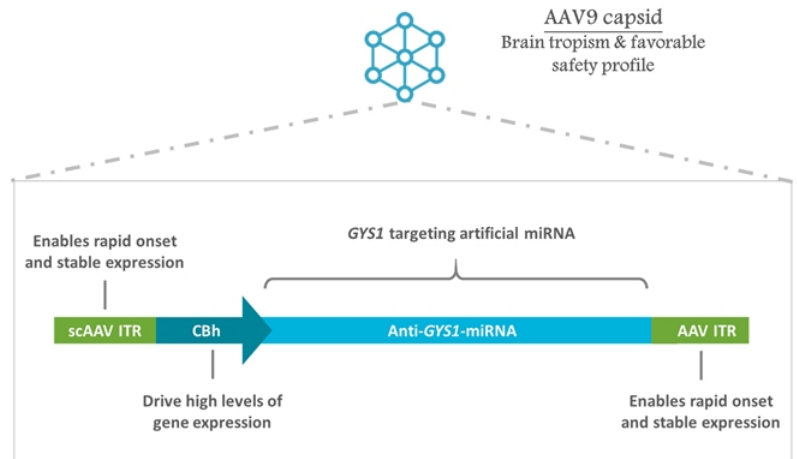 AAV9 capsid
Brain tropism & favorable
safety profile
Enables rapid onset
and stable expression
GYS1 targeting artificial miRNA
scAAV ITR
CBh
Anti-GYS1-miRNA
AAV ITR
Drive high levels of
gene expression
Enables rapid onset
and stable expression